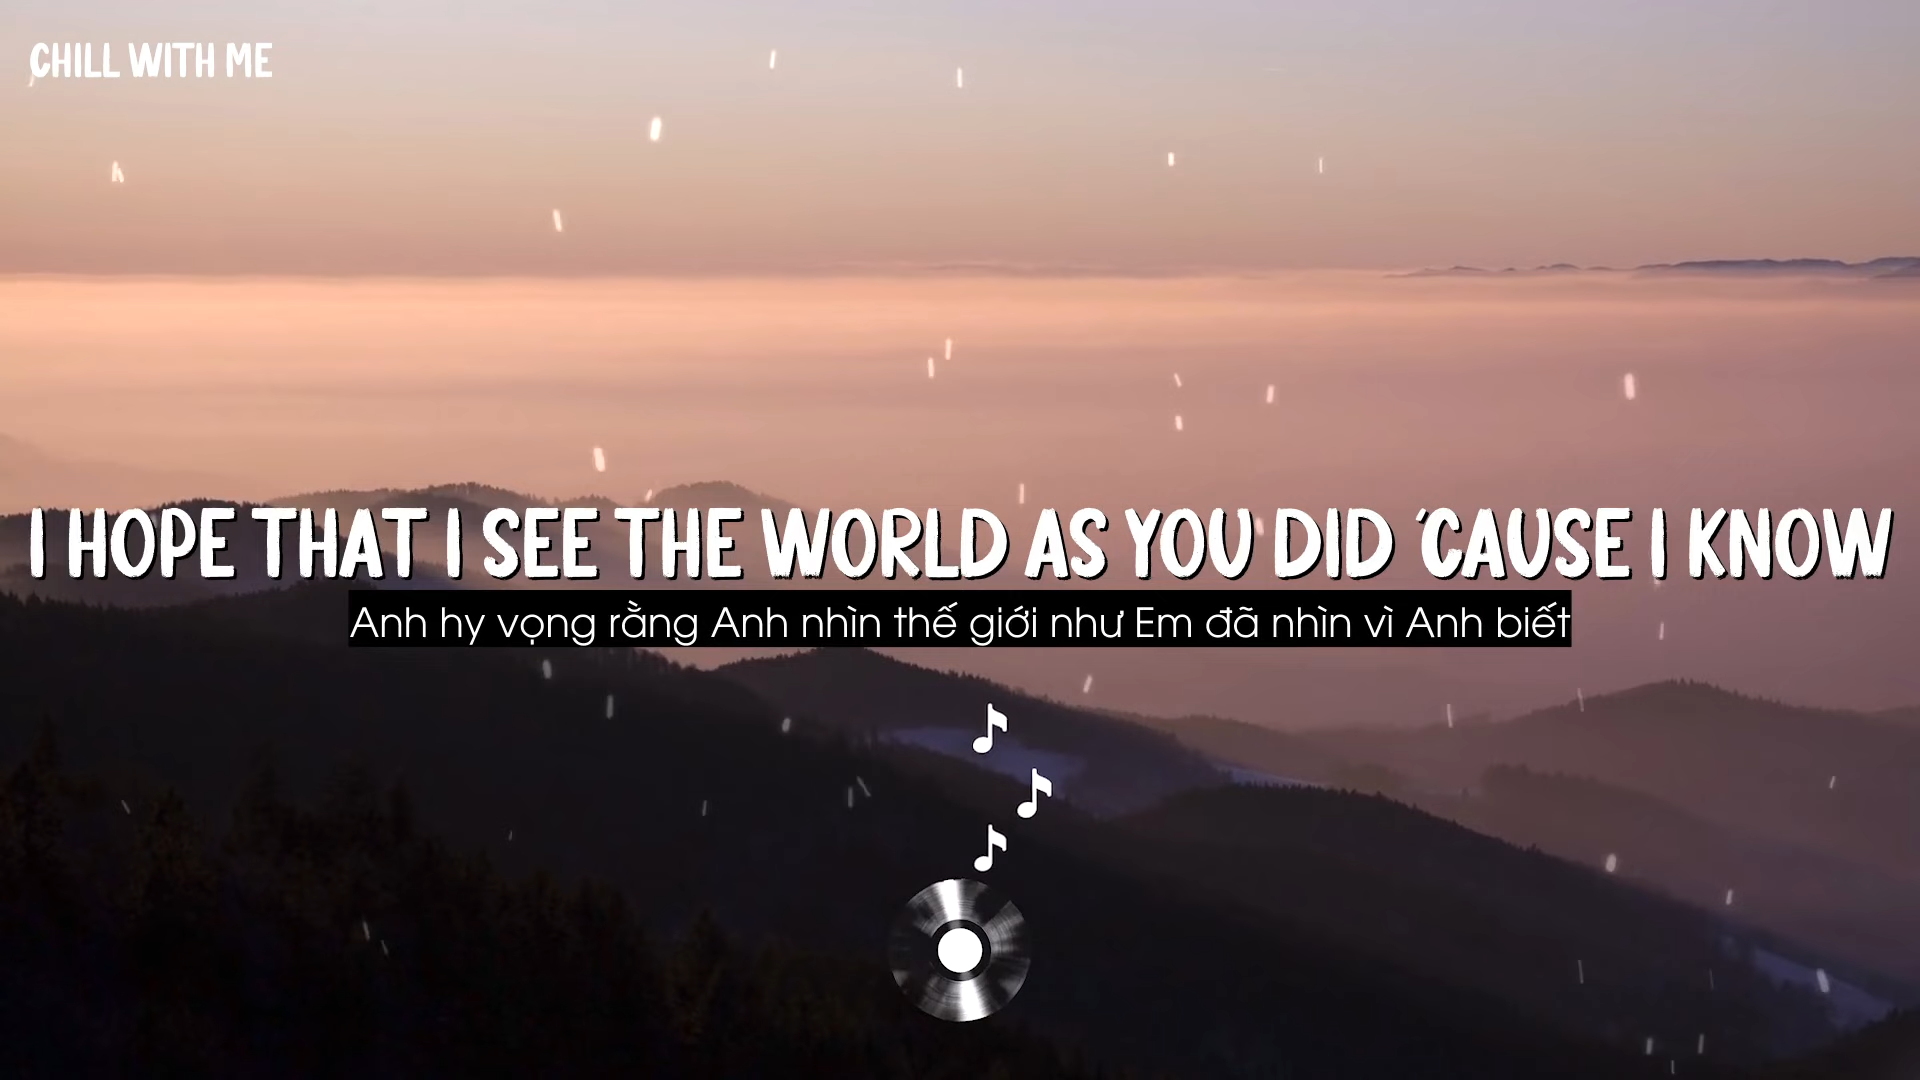 CHILL WITH ME
I HOPE THAT I SEE THE WORLD AS YOU DID 'CAUSE I KNOW
Anh hy vọng rằng Anh nhìn thế giới như Em đã nhìn vì Anh biết